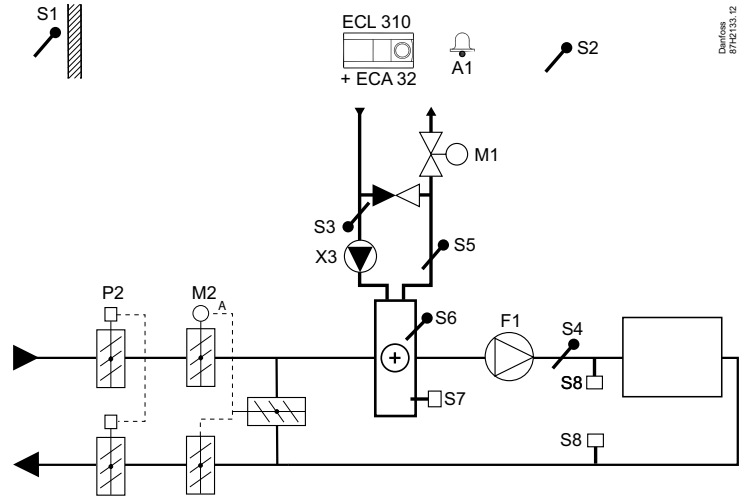 S1
ECL 310
A1
+ ECA 32
S2
Danfoss
87H2133.12
M1
S3
S5
X3
P2
M2
A
S6
F1
S4
S8
S7
S8